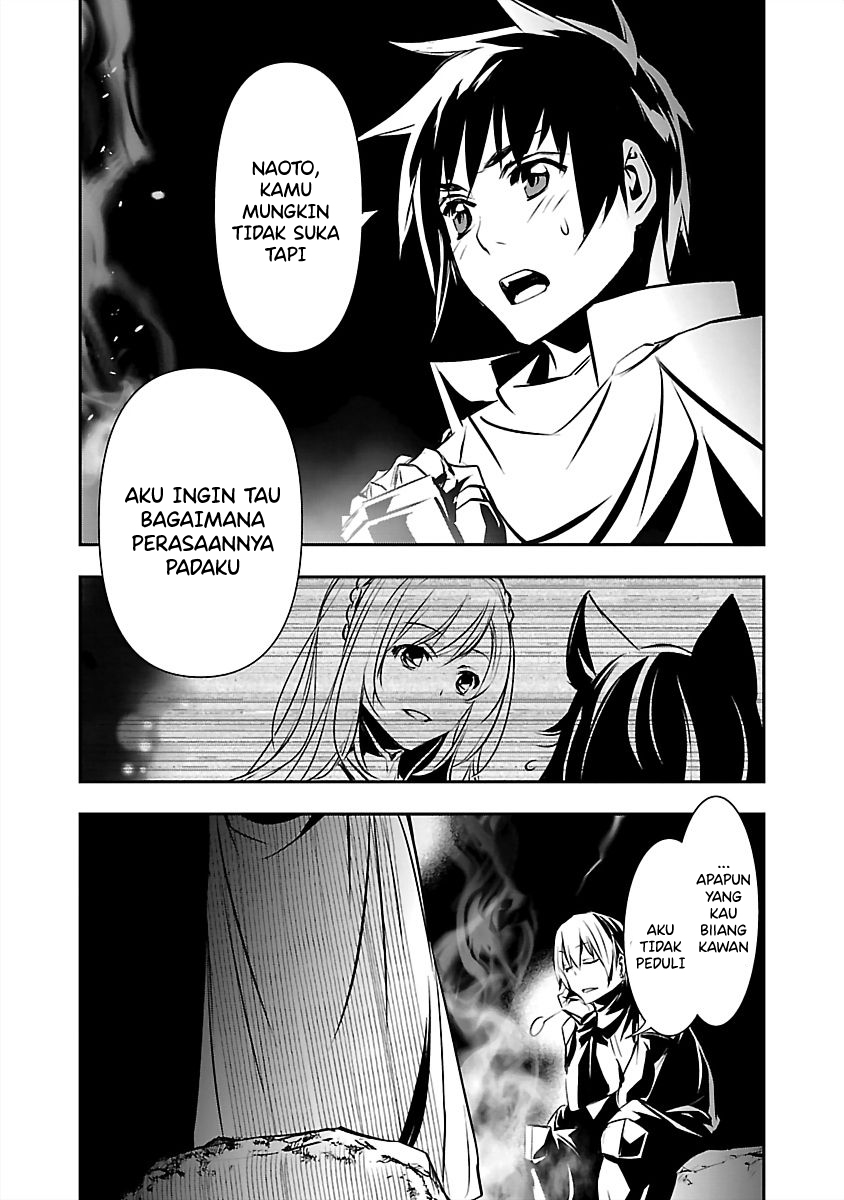 NAOTO,
KAMU
MUNGKIN
TIDAK SUKA
TAPI
AKU INGIN TAU
BAGAIMANA
PERASAANNYA
PADAKU
...
APAPUN
YANG
KAU
BIIANG
KAWAN
AKU
TIDAK
PEDULI